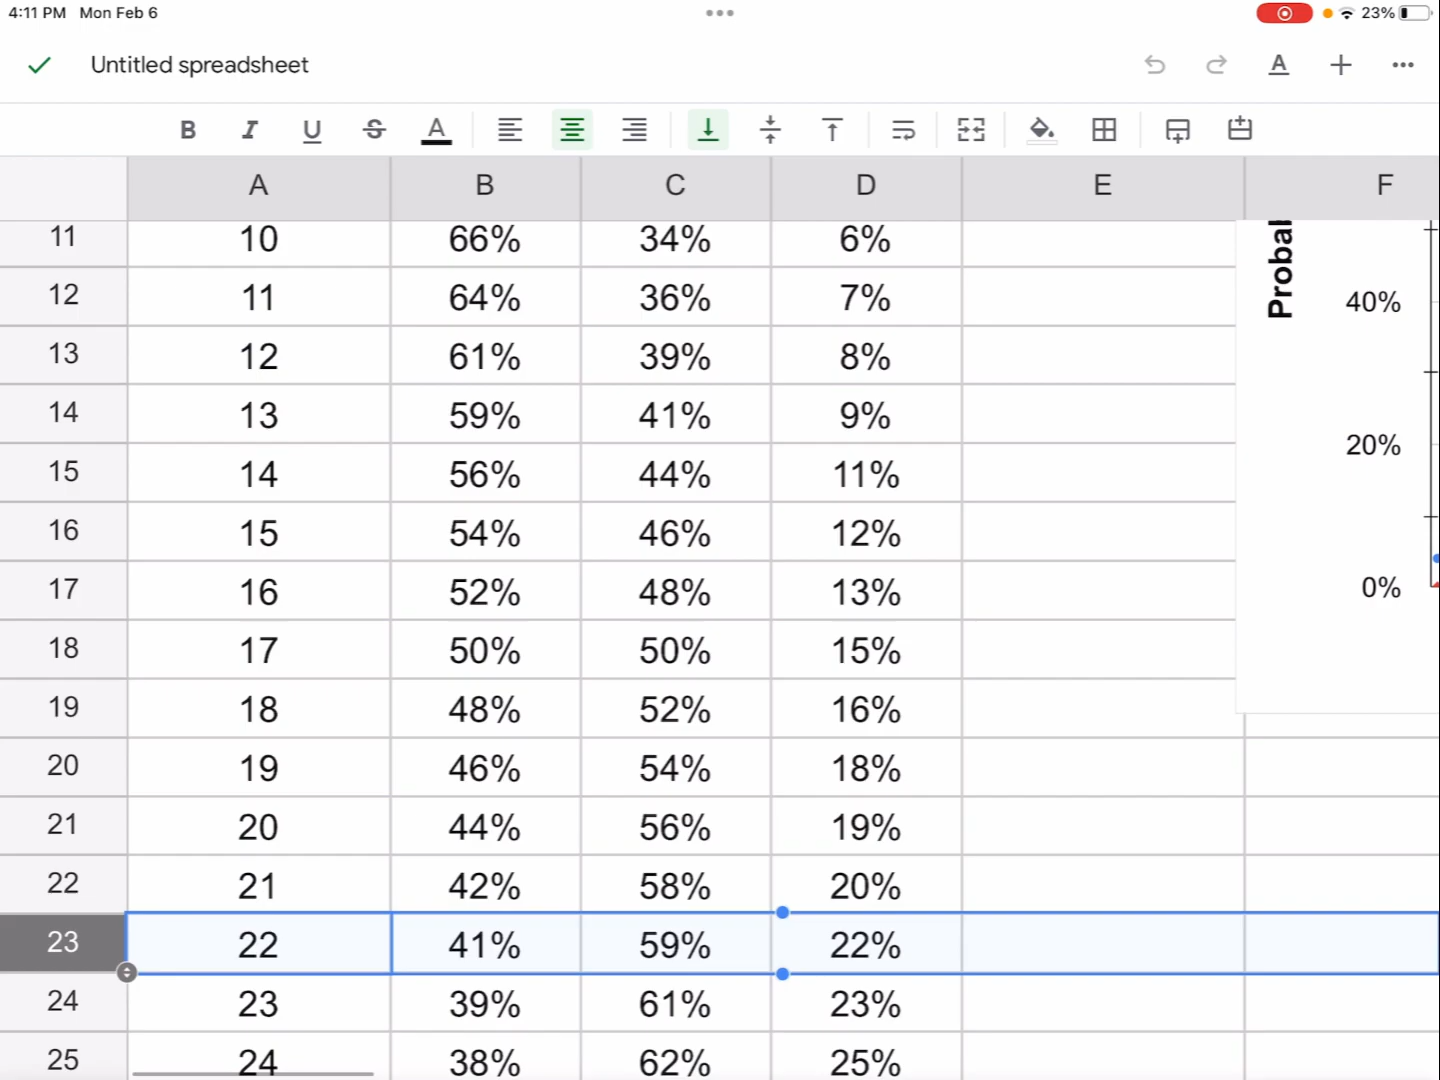 4:11 PM Mon Feb 6 23%
Untitled spreadsheet
B I U S A
A B C D E F
11 10 66% 34% 6%
12 11 64% 36% 7%
13 12 61% 39% 8%
14 13 59% 41% 9%
15 14 56% 44% 11%
16 15 54% 46% 12%
17 16 52% 48% 13%
18 17 50% 50% 15%
19 18 48% 52% 16%
20 19 46% 54% 18%
21 20 44% 56% 19%
22 21 42% 58% 20%
23 22 41% 59% 22%
24 23 39% 61% 23%
25 24 38% 62% 25%
Probal
40%
20%
0%